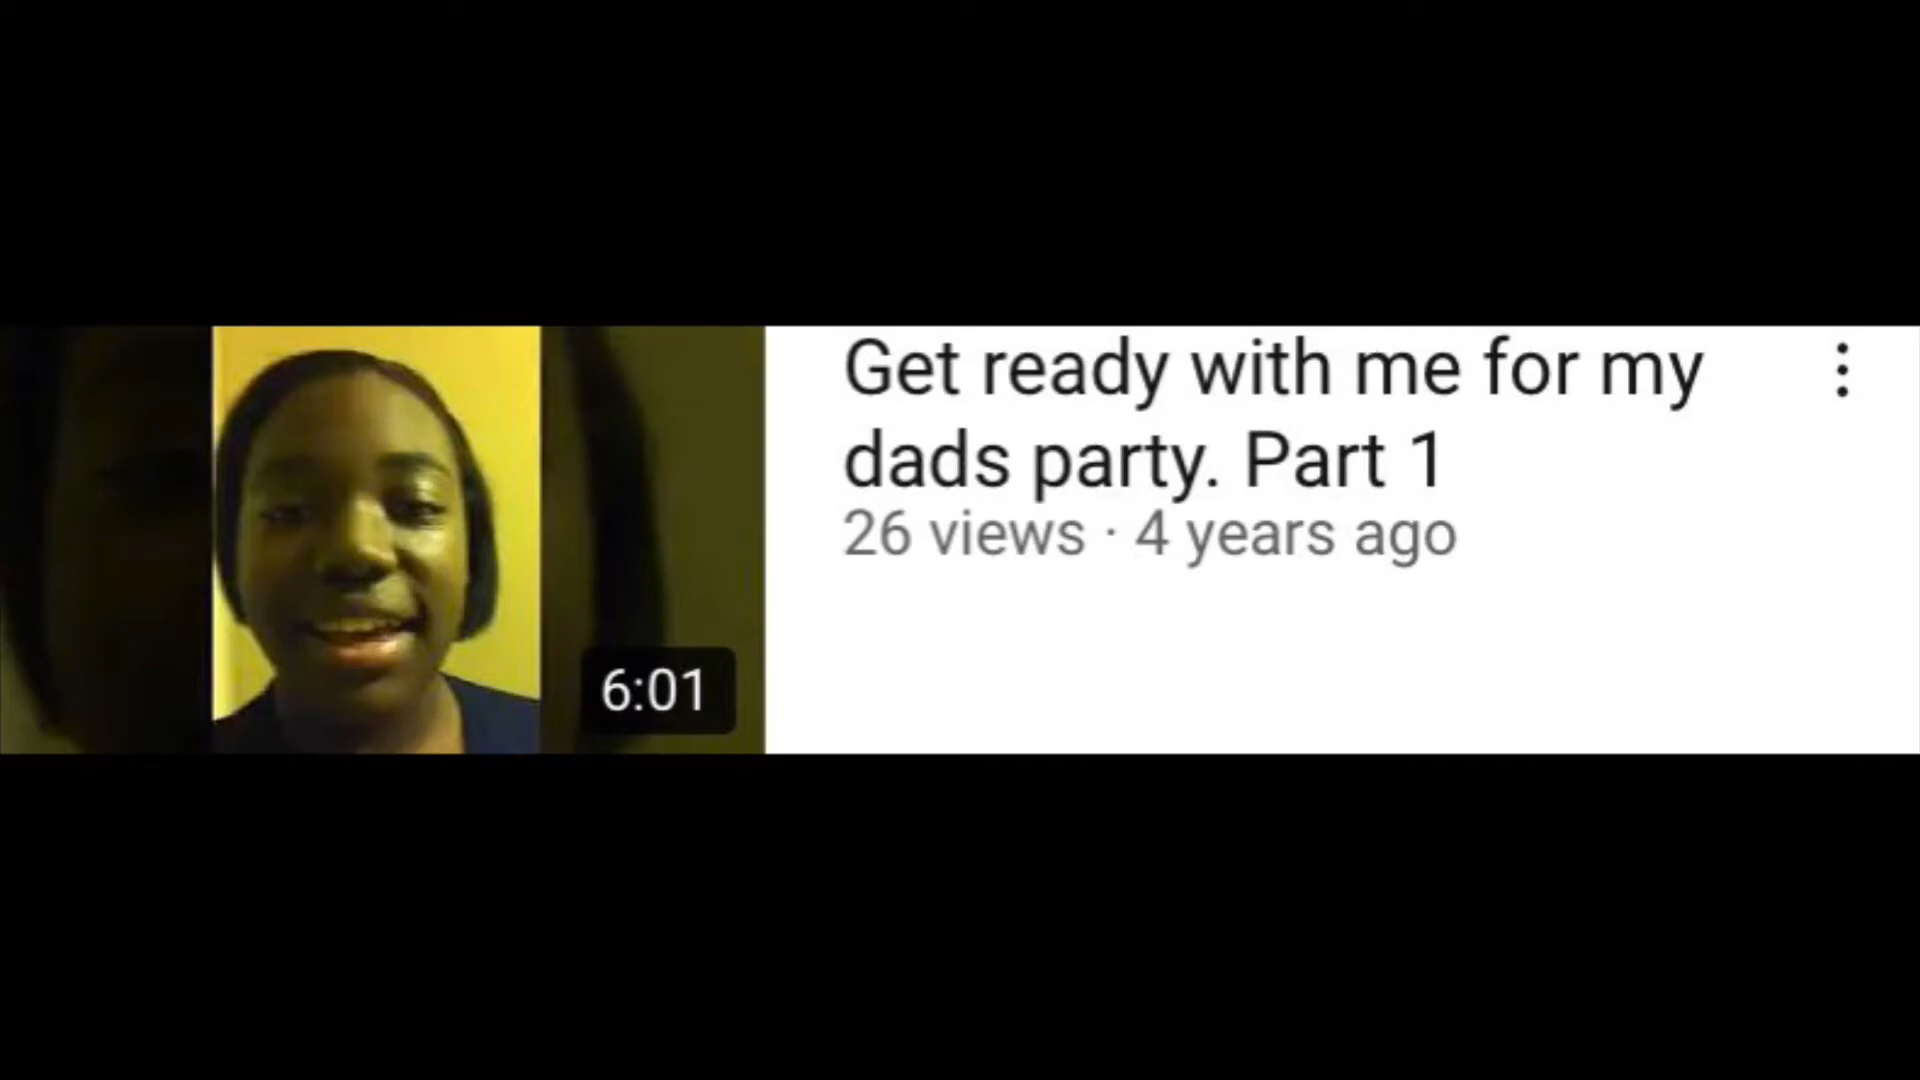 Get ready with me for my
dads party. Part 1
26 views · 4 years ago
6:01